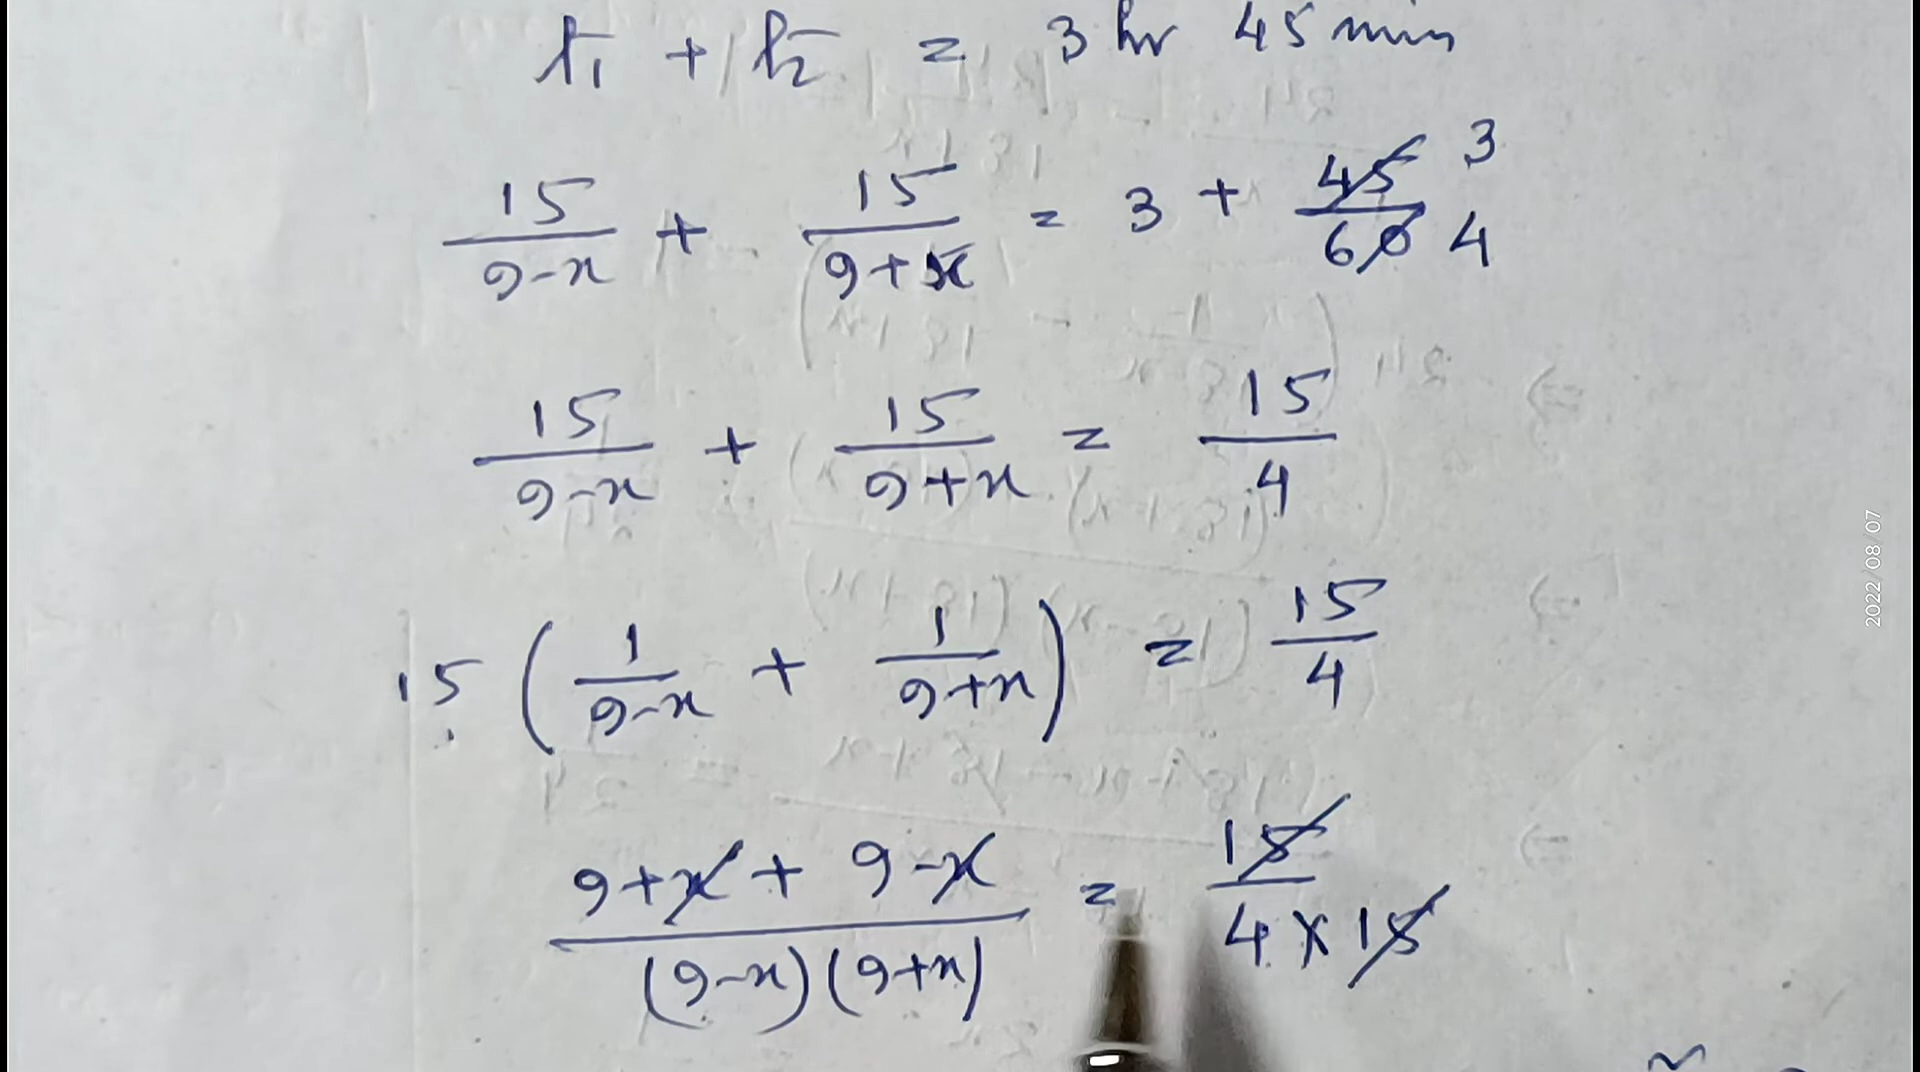 t₁ + t₂ = 3 hr 45 min
15/(9-x) + 15/(9+x) = 3 + 45/60 3/4
15/(9-x) + 15/(9+x) = 15/4
15 (1/(9-x) + 1/(9+x)) = 15/4
(9+x + 9-x)/((9-x)(9+x)) = 15/(4×15)
2022/08/07